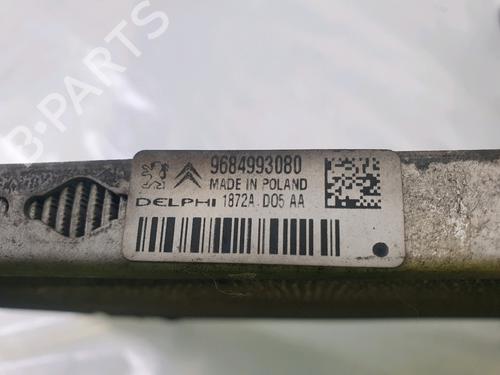 B-PARTS
9684993080
MADE IN POLAND
DELPHI 1872A D05 AA